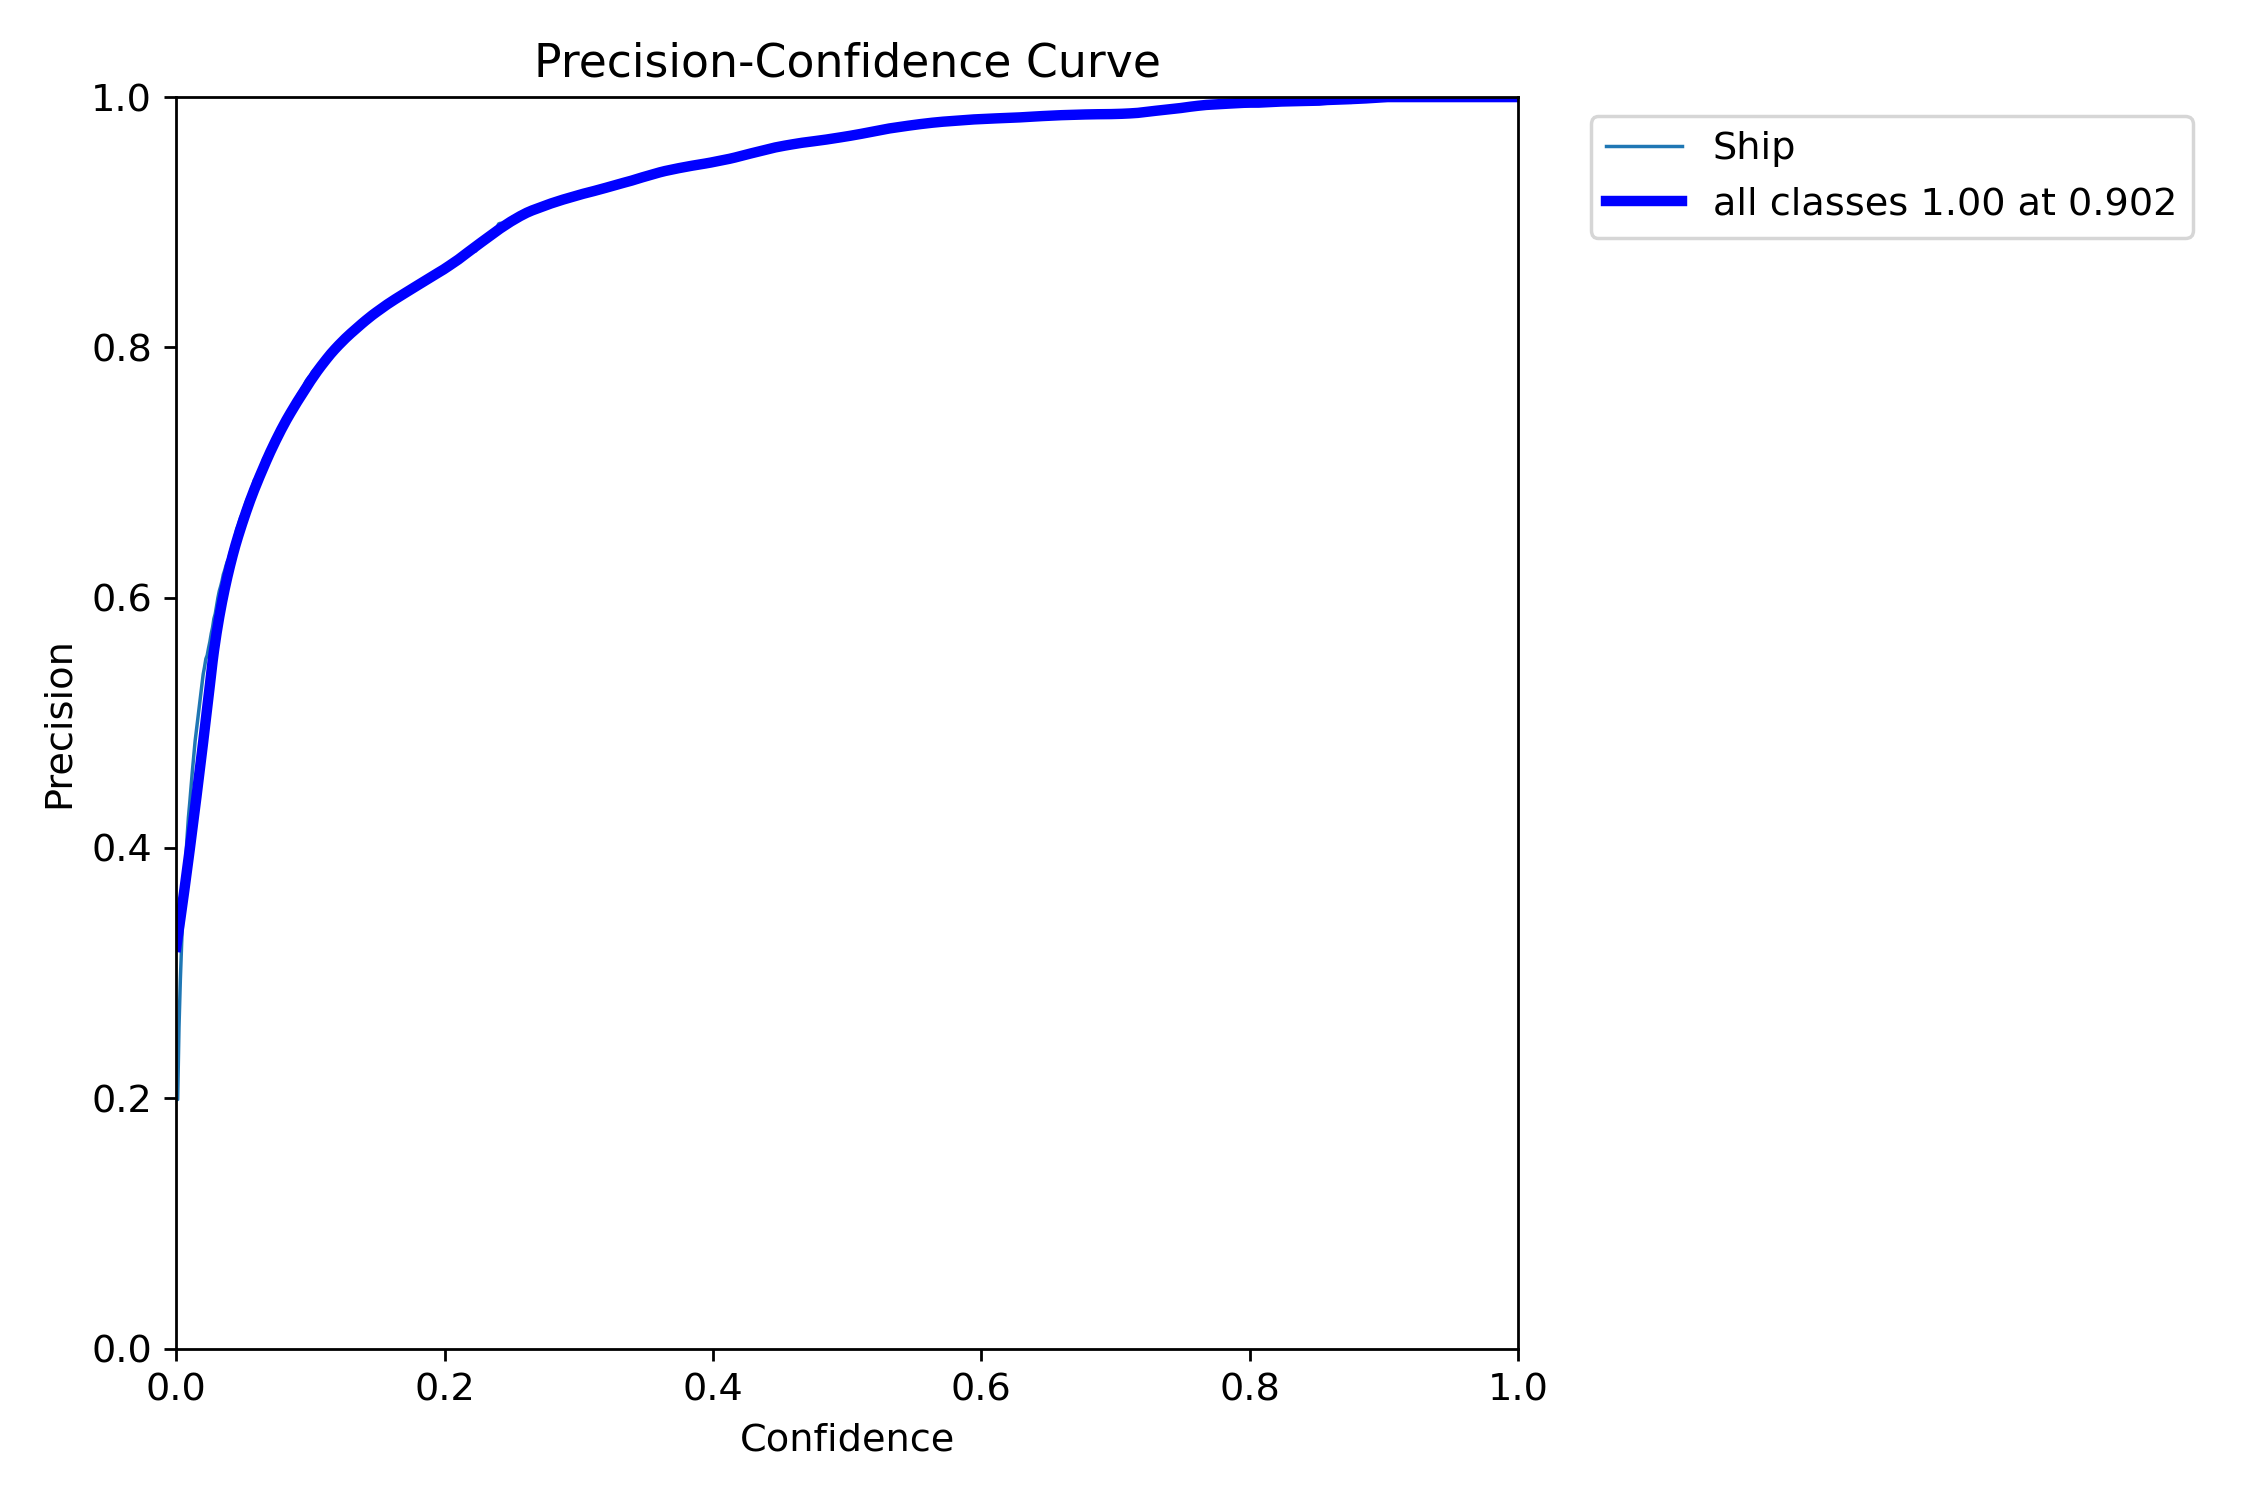 Precision-Confidence Curve
1.0
0.8
0.6
0.4
0.2
0.0
Precision
0.0 0.2 0.4 0.6 0.8 1.0
Confidence
Ship
all classes 1.00 at 0.902